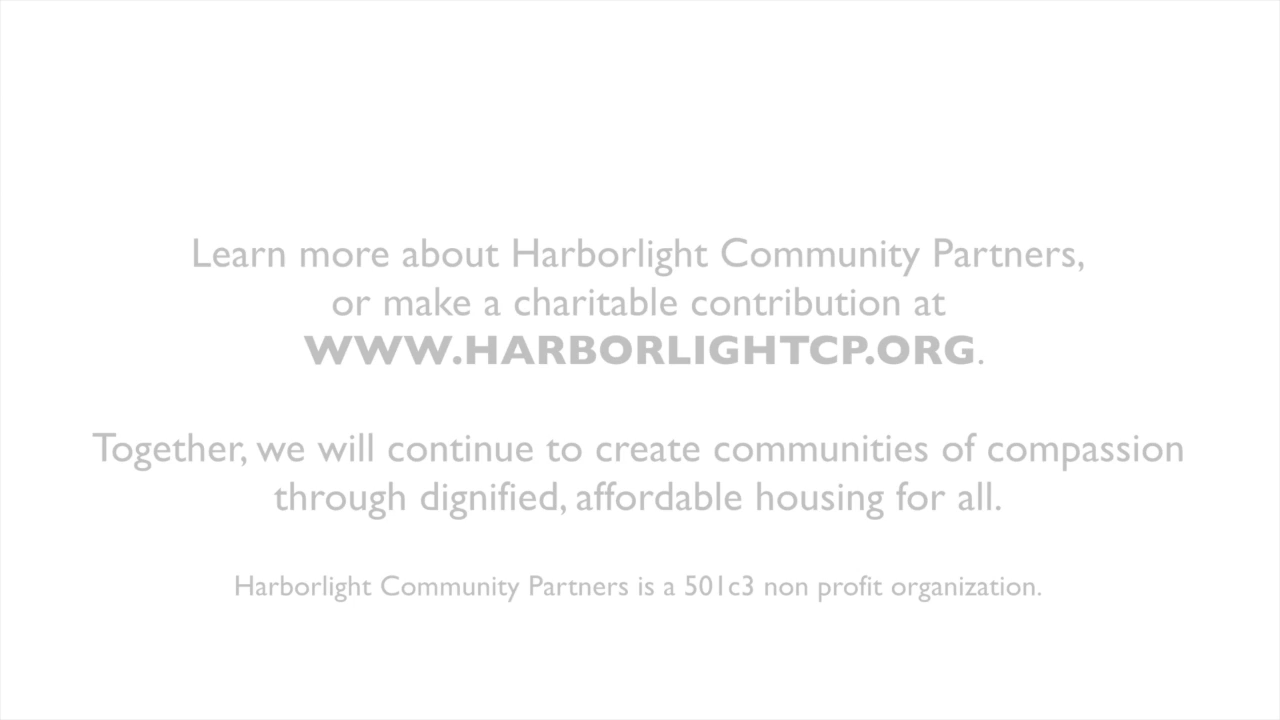 Learn more about Harborlight Community Partners,
or make a charitable contribution at
WWW.HARBORLIGHTCP.ORG.
Together, we will continue to create communities of compassion
through dignified, affordable housing for all.
Harborlight Community Partners is a 501c3 non profit organization.